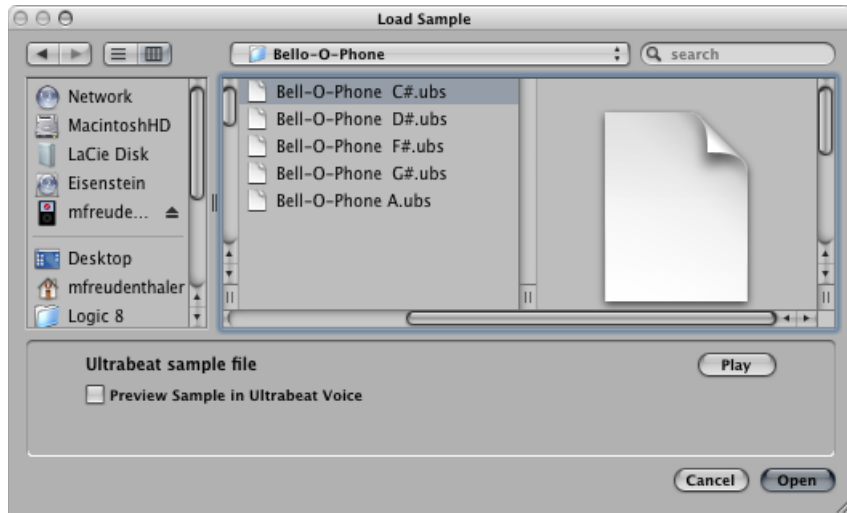 Load Sample
Bello-O-Phone
search
Network
MacintoshHD
LaCie Disk
Eisenstein
mfreude...
Desktop
mfreudenthaler
Logic 8
Bell-O-Phone C#.ubs
Bell-O-Phone D#.ubs
Bell-O-Phone F#.ubs
Bell-O-Phone G#.ubs
Bell-O-Phone A.ubs
Ultrabeat sample file
Play
Preview Sample in Ultrabeat Voice
Cancel
Open